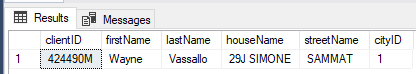 Results Messages
clientID firstName lastName houseName streetName cityID
1 424490M Wayne Vassallo 29J SIMONE SAMMAT 1